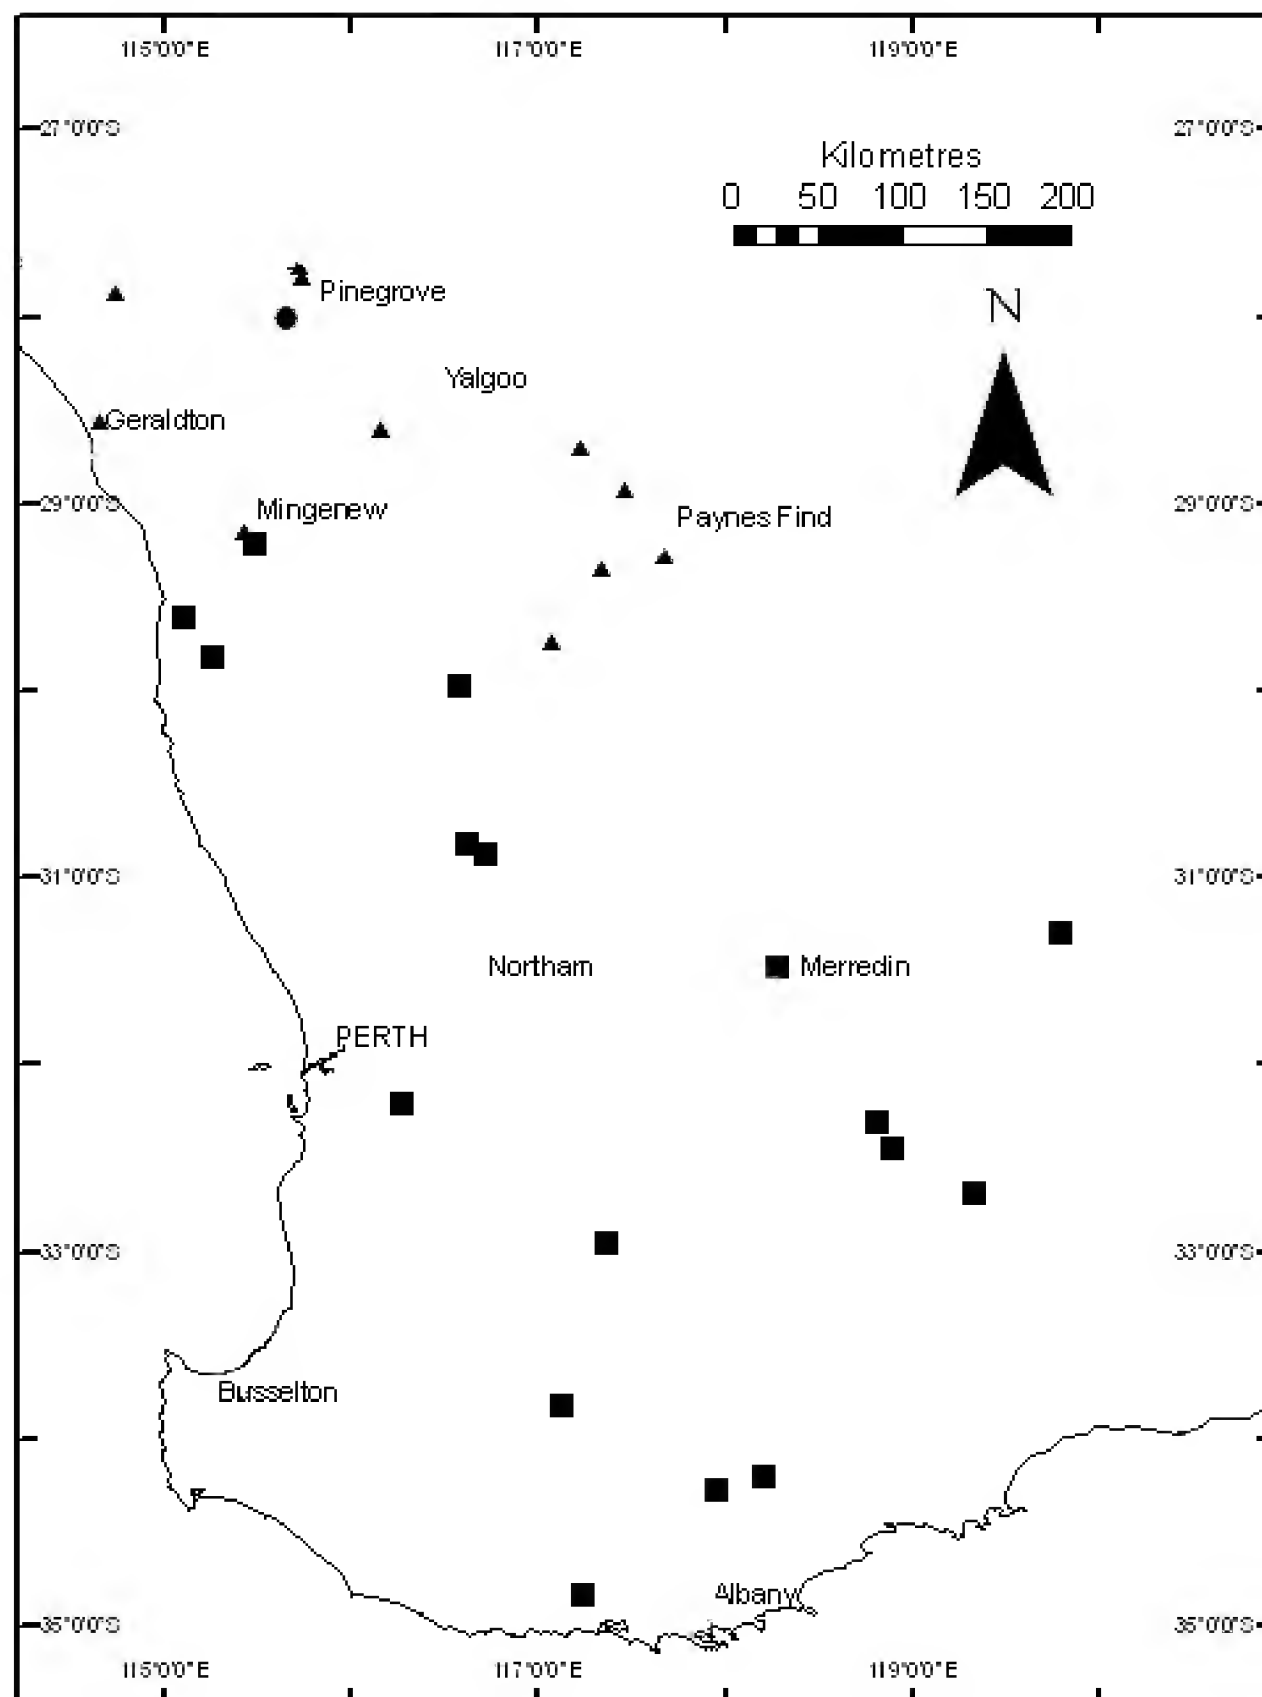 115°0'0"E 117°0'0"E 119°0'0"E
27°0'0"S 27°0'0"S
Kilometres
0 50 100 150 200
Pinegrove
N
Yalgoo
Geraldton
29°0'0"S 29°0'0"S
Mingenew
Paynes Find
31°0'0"S 31°0'0"S
Northam
Merredin
PERTH
33°0'0"S 33°0'0"S
Busselton
Albany
35°0'0"S 35°0'0"S
115°0'0"E 117°0'0"E 119°0'0"E